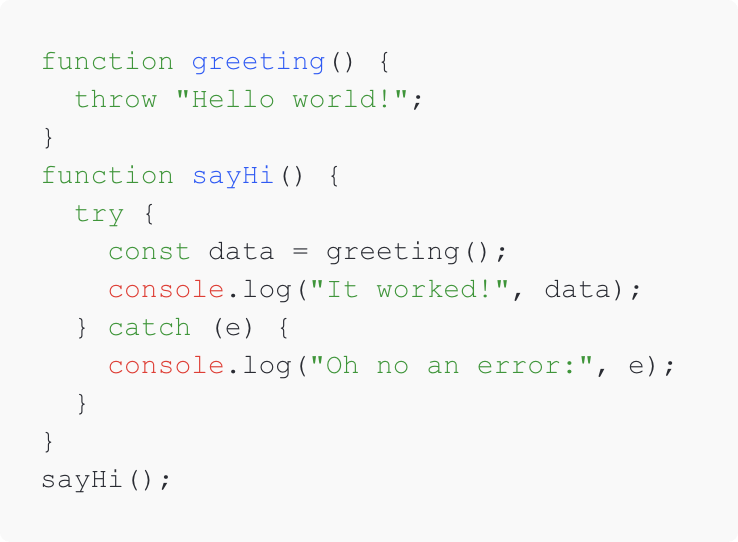 function greeting() {
  throw "Hello world!";
}
function sayHi() {
  try {
    const data = greeting();
    console.log("It worked!", data);
  } catch (e) {
    console.log("Oh no an error:", e);
  }
}
sayHi();